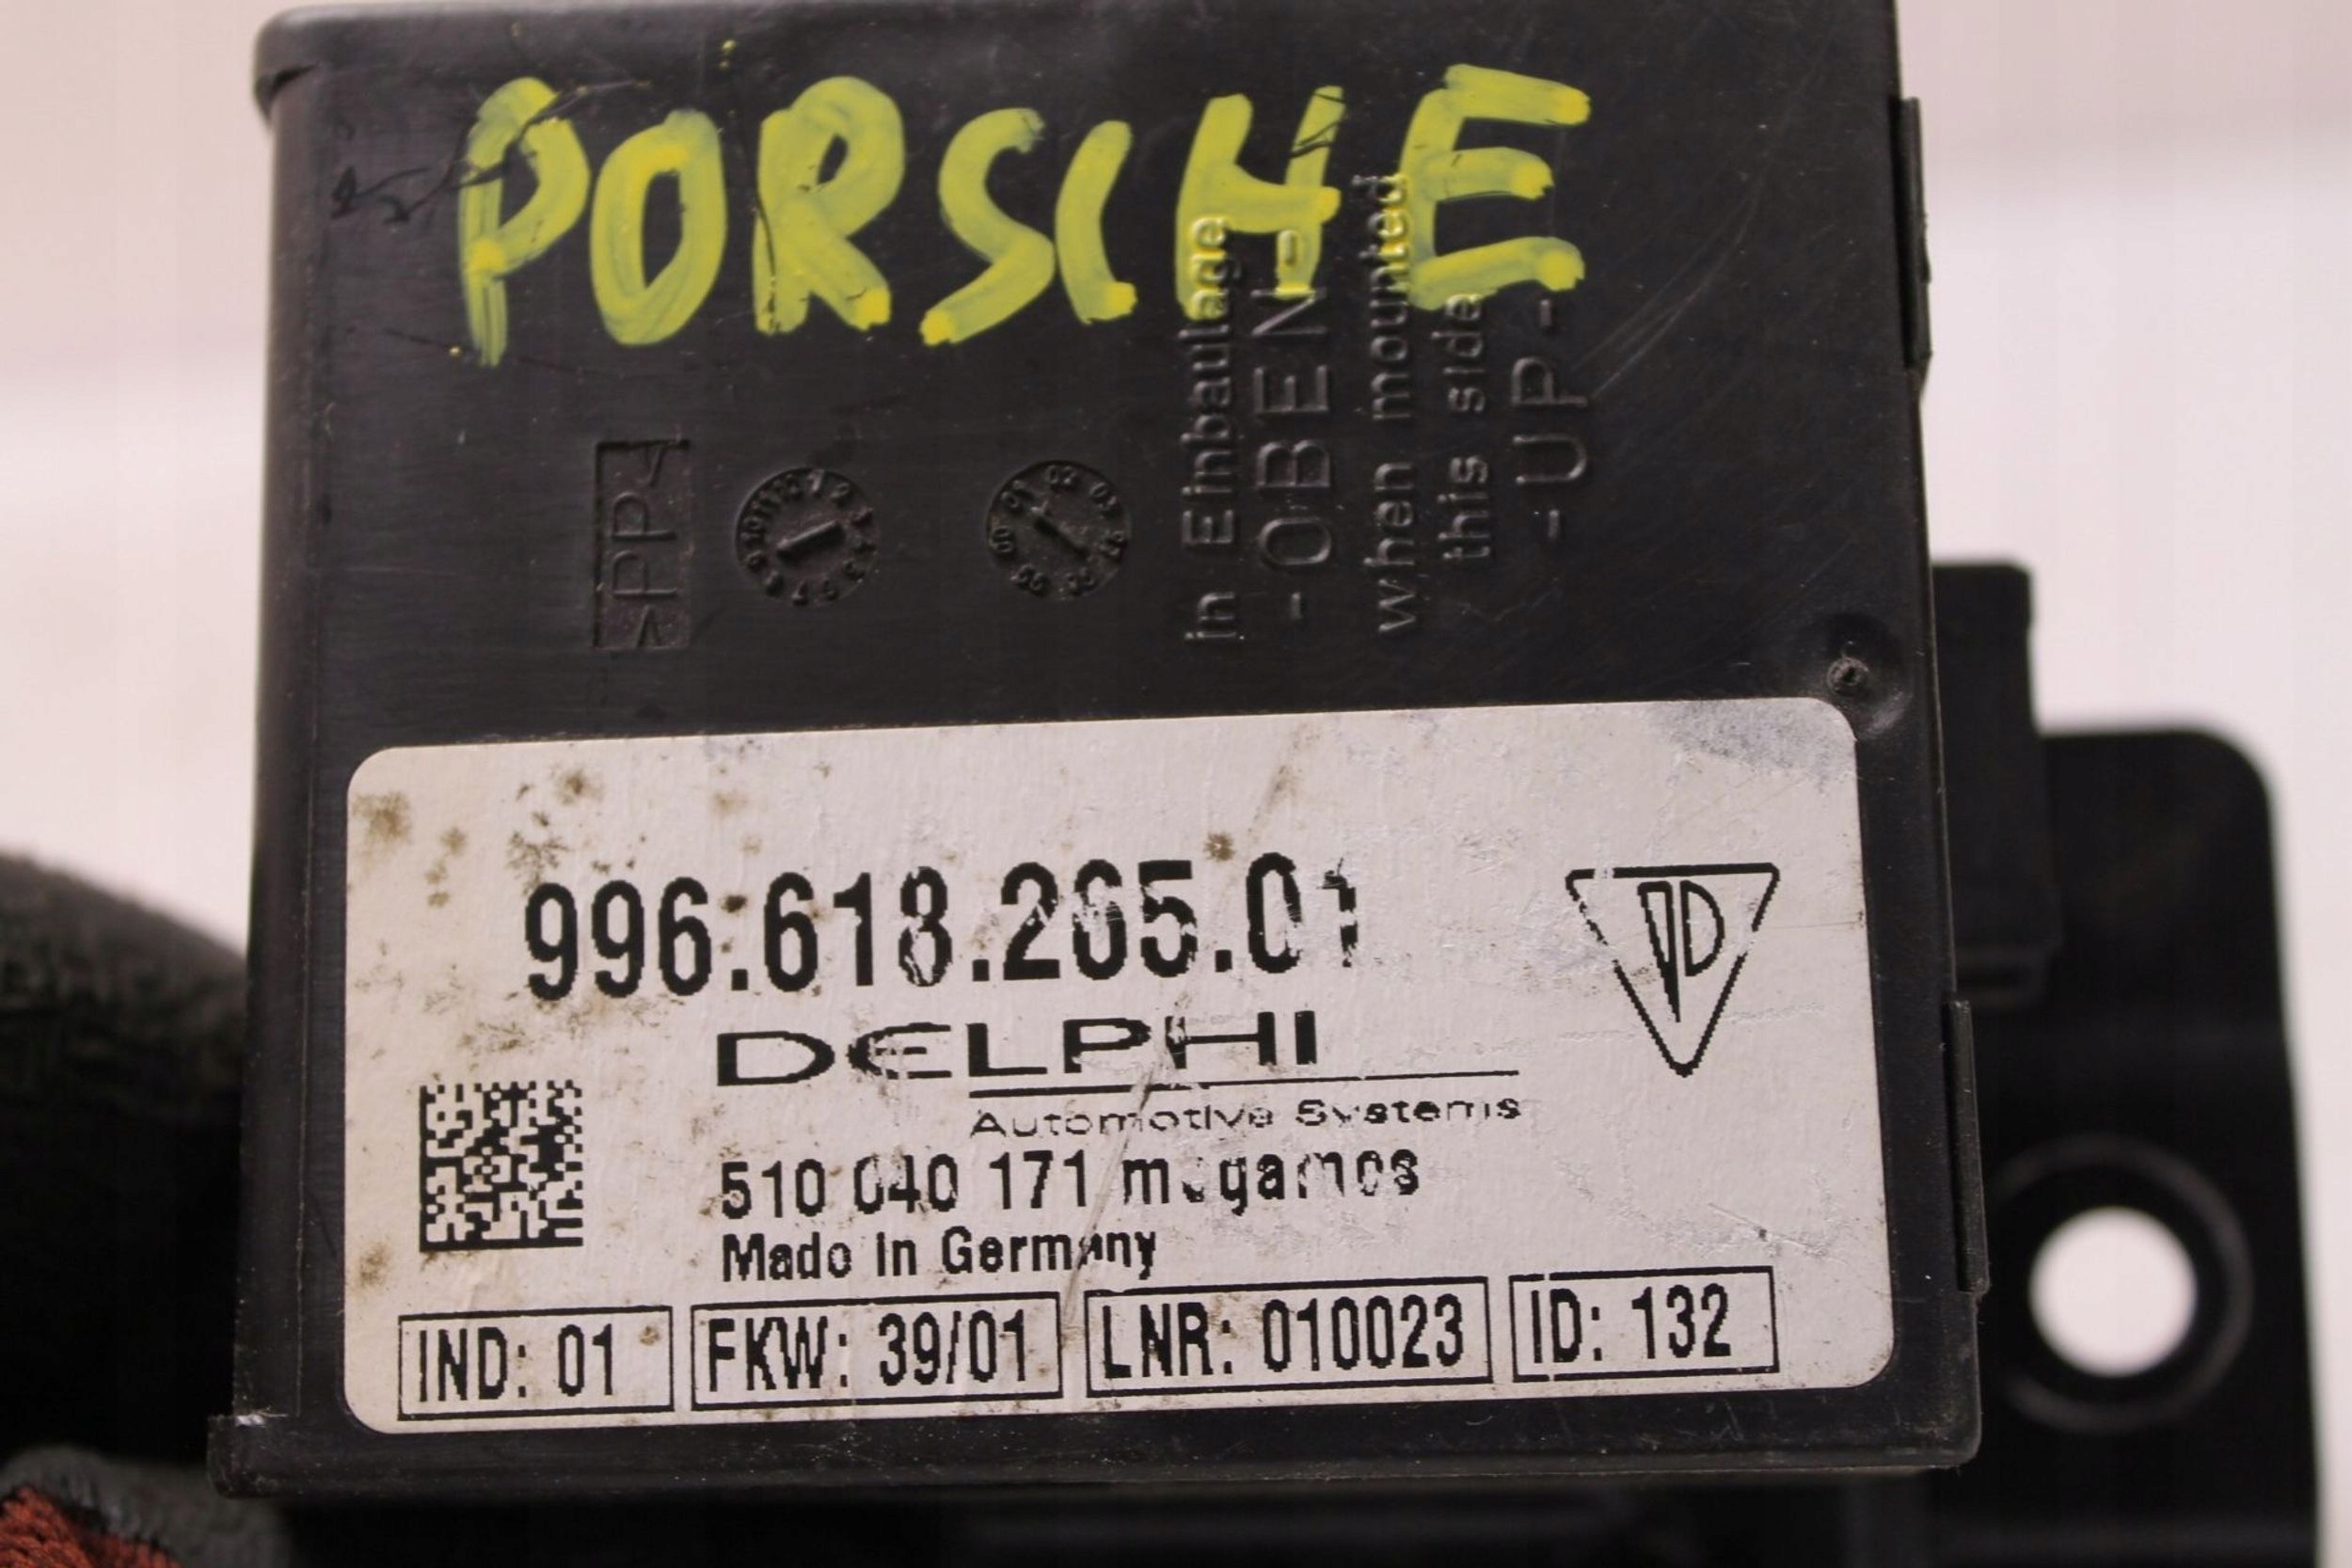 PORSCHE
>PP<
in Einbaulage
-OBEN-
when mounted
this side
-UP-
996.618.265.01
DELPHI
Automotive Systems
510 040 171 megamos
Made in Germany
IND: 01
FKW: 39/01
LNR: 010023
ID: 132